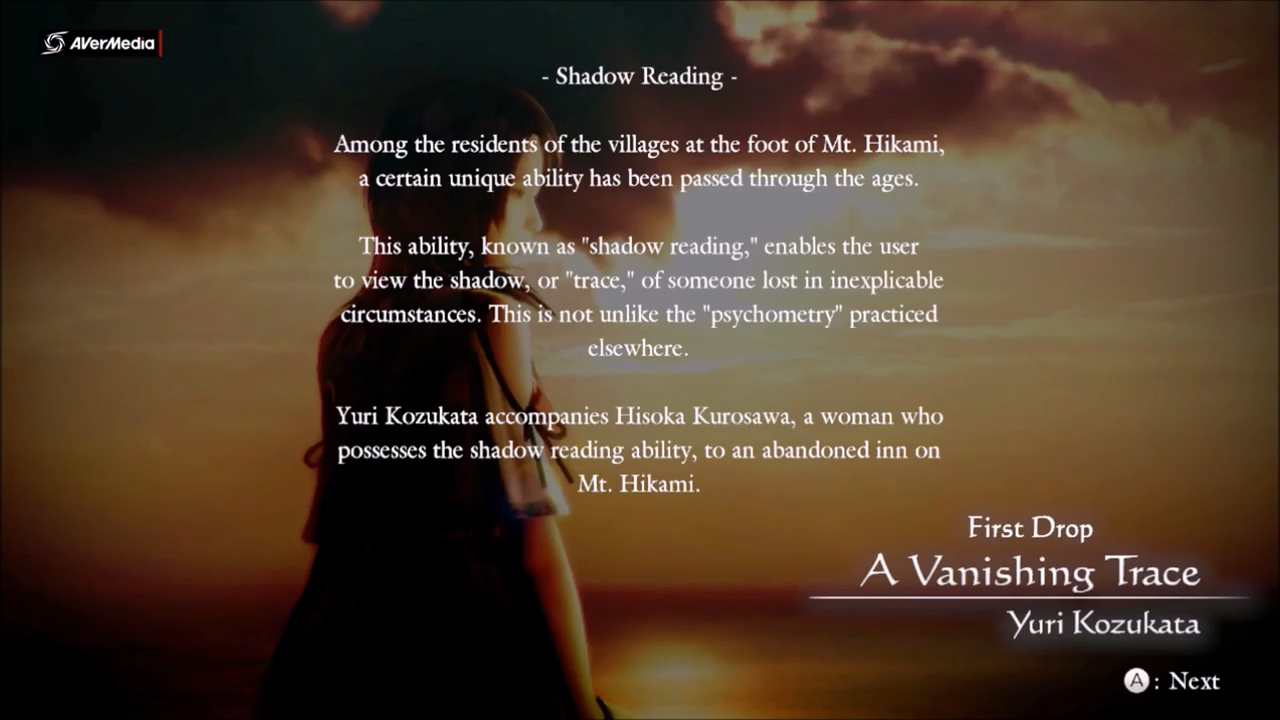 AVerMedia
- Shadow Reading -
Among the residents of the villages at the foot of Mt. Hikami,
a certain unique ability has been passed through the ages.
This ability, known as "shadow reading," enables the user
to view the shadow, or "trace," of someone lost in inexplicable
circumstances. This is not unlike the "psychometry" practiced
elsewhere.
Yuri Kozukata accompanies Hisoka Kurosawa, a woman who
possesses the shadow reading ability, to an abandoned inn on
Mt. Hikami.
First Drop
A Vanishing Trace
Yuri Kozukata
A : Next